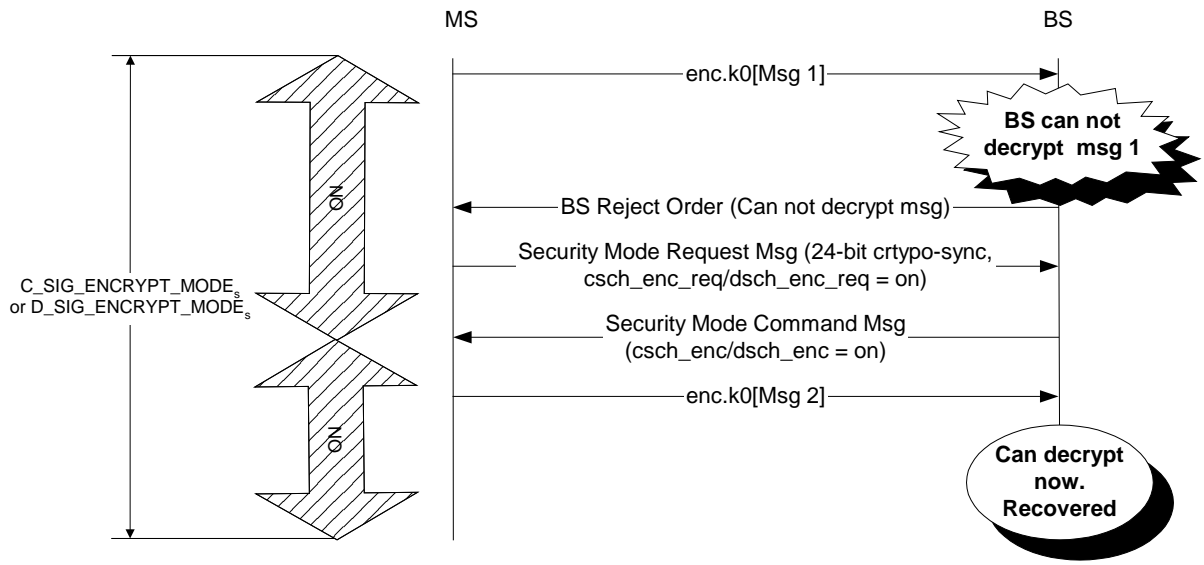 MS
BS
enc.k0[Msg 1]
BS can not
decrypt msg 1
ON
BS Reject Order (Can not decrypt msg)
Security Mode Request Msg (24-bit crtypo-sync,
csch_enc_req/dsch_enc_req = on)
C_SIG_ENCRYPT_MODEs
or D_SIG_ENCRYPT_MODEs
Security Mode Command Msg
(csch_enc/dsch_enc = on)
enc.k0[Msg 2]
ON
Can decrypt
now.
Recovered